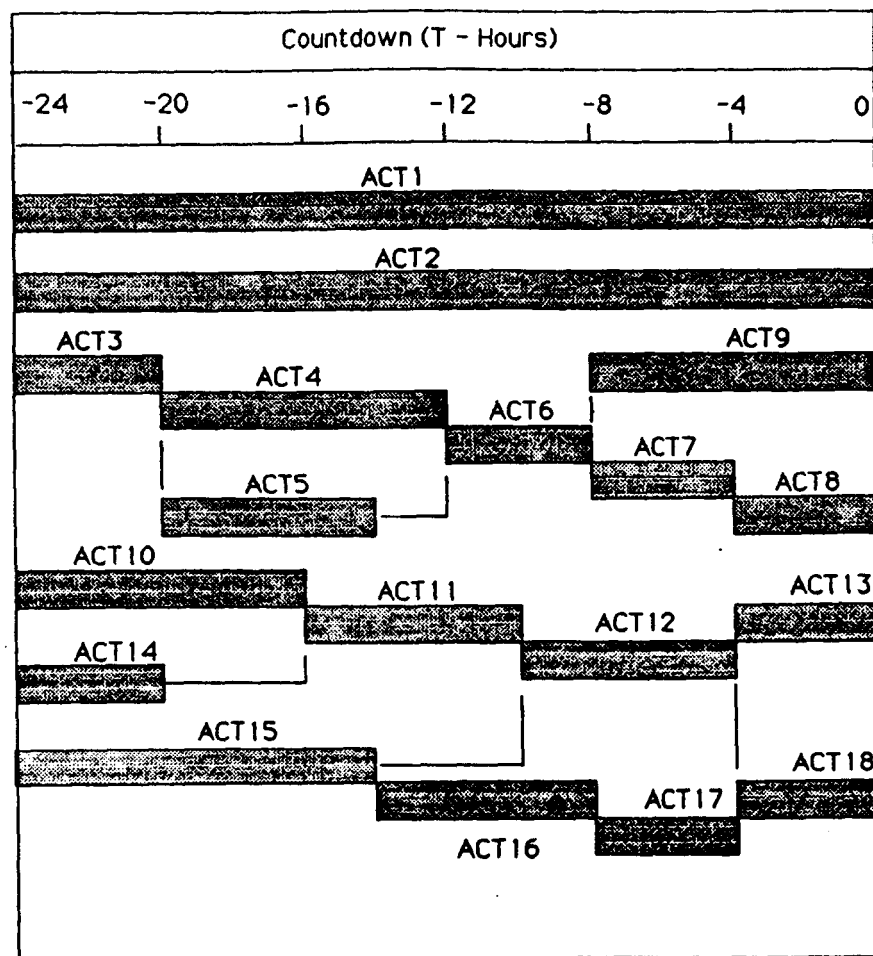 Countdown (T - Hours)
-24 -20 -16 -12 -8 -4 0
ACT1
ACT2
ACT3 ACT9
ACT4
ACT6
ACT7
ACT5 ACT8
ACT10
ACT11 ACT13
ACT12
ACT14
ACT15
ACT18
ACT17
ACT16